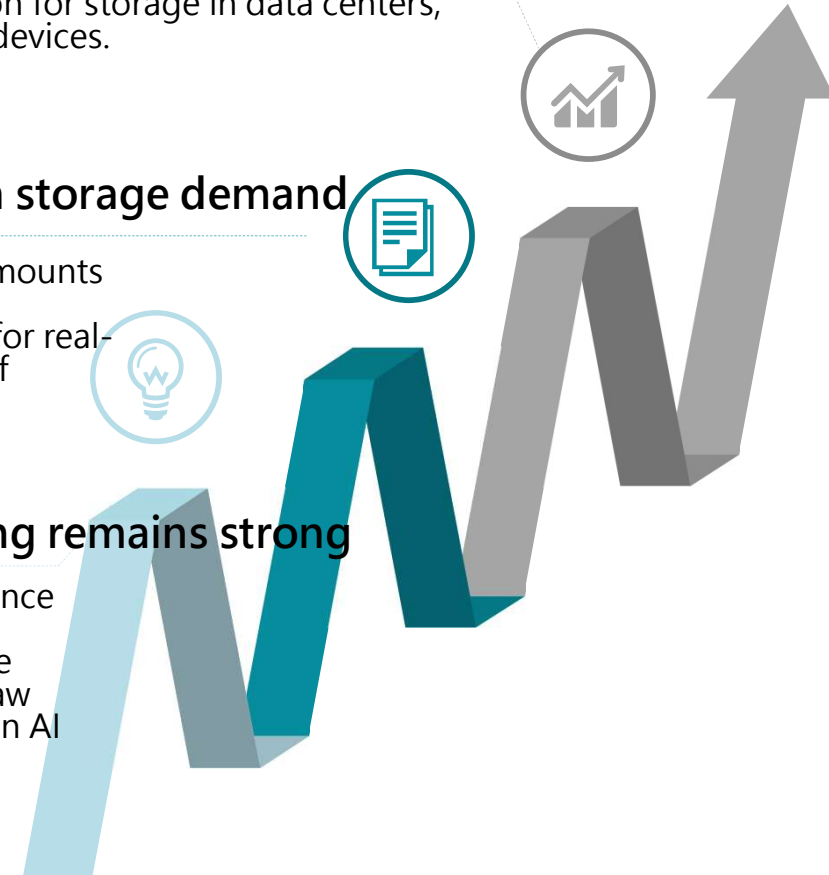 on for storage in data centers,
devices.
storage demand
mounts
for real-
f
ng remains strong
nce
e
aw
n AI